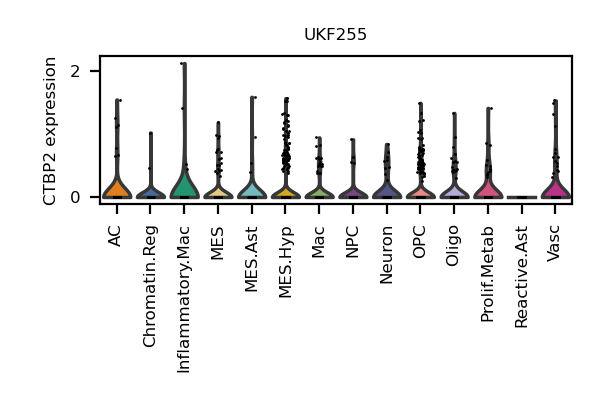 UKF255
CTBP2 expression
2
0
AC
Chromatin.Reg
Inflammatory.Mac
MES
MES.Ast
MES.Hyp
Mac
NPC
Neuron
OPC
Oligo
Prolif.Metab
Reactive.Ast
Vasc